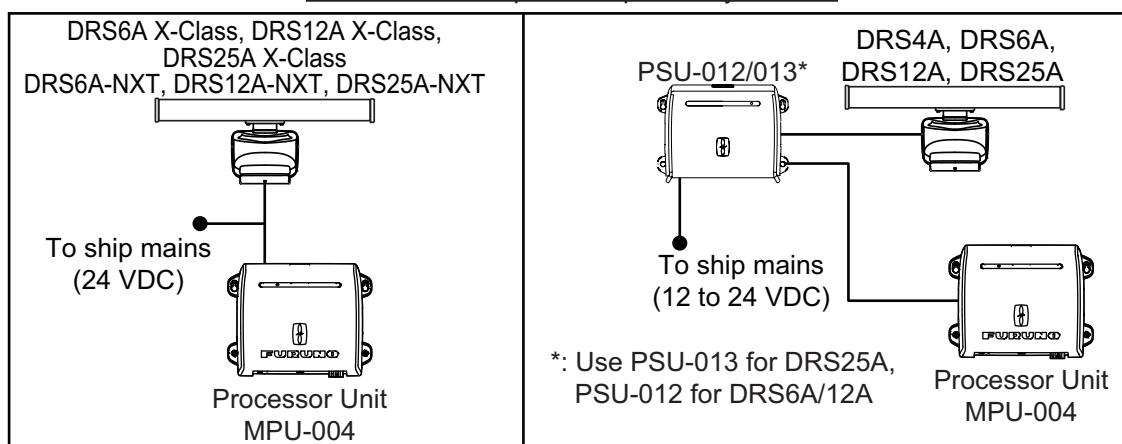 DRS6A X-Class, DRS12A X-Class,
DRS25A X-Class
DRS6A-NXT, DRS12A-NXT, DRS25A-NXT
To ship mains
(24 VDC)
FURUNO
Processor Unit
MPU-004
DRS4A, DRS6A,
DRS12A, DRS25A
PSU-012/013*
To ship mains
(12 to 24 VDC)
*: Use PSU-013 for DRS25A,
PSU-012 for DRS6A/12A
FURUNO
Processor Unit
MPU-004